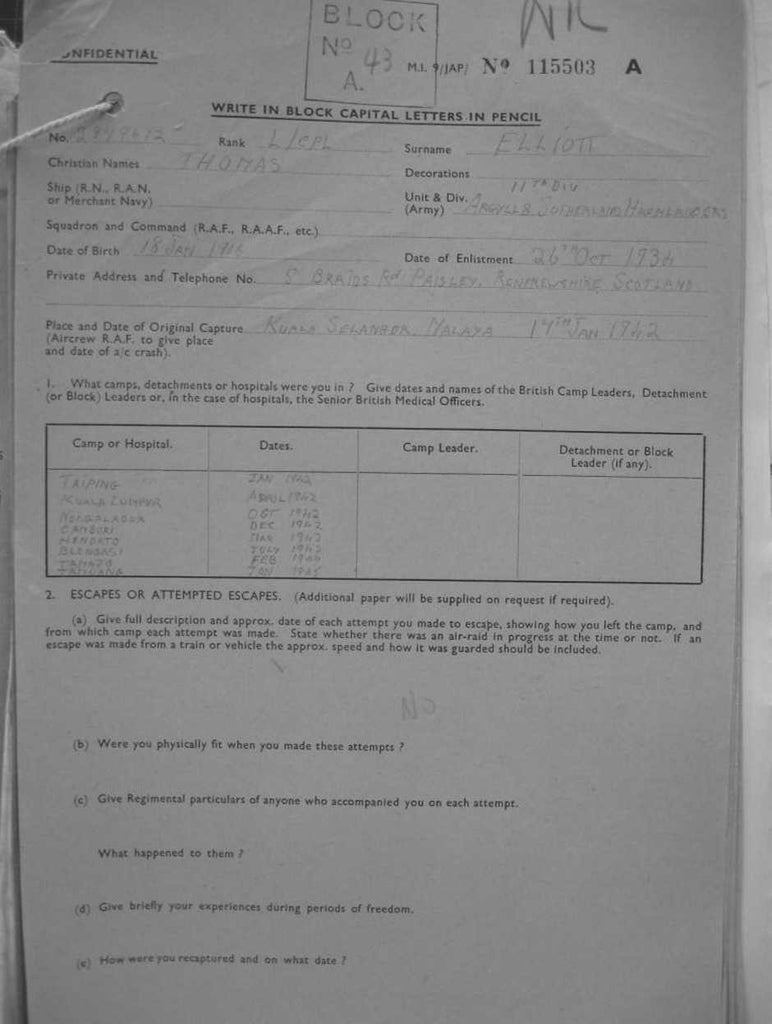 BLOCK
Nº 43
A.
CONFIDENTIAL
M.I. 9/JAP/ Nº 115503 A
WRITE IN BLOCK CAPITAL LETTERS IN PENCIL
No. Rank L/CPL Surname ELLIOTT
Christian Names THOMAS Decorations
Ship (R.N., R.A.N. or Merchant Navy)
Unit & Div. (Army) 11TH DIV ARGYLL & SUTHERLAND HIGHLANDERS
Squadron and Command (R.A.F., R.A.A.F., etc.)
Date of Birth 18 JAN Date of Enlistment 26TH OCT 1936
Private Address and Telephone No. 5 BRAIDS RD PAISLEY, RENFREWSHIRE SCOTLAND
Place and Date of Original Capture KUALA SELANGOR, MALAYA 14TH JAN 1942
(Aircrew R.A.F. to give place
and date of a/c crash).
1. What camps, detachments or hospitals were you in ? Give dates and names of the British Camp Leaders, Detachment
(or Block) Leaders or, in the case of hospitals, the Senior British Medical Officers.
Camp or Hospital. Dates. Camp Leader. Detachment or Block Leader (if any).
TAIPING JAN 1942
KUALA LUMPUR APRIL 1942
OCT 1942
DEC 1942
MAR 1943
JULY 1943
FEB
JAN 1945
2. ESCAPES OR ATTEMPTED ESCAPES. (Additional paper will be supplied on request if required).
(a) Give full description and approx. date of each attempt you made to escape, showing how you left the camp, and
from which camp each attempt was made. State whether there was an air-raid in progress at the time or not. If an
escape was made from a train or vehicle the approx. speed and how it was guarded should be included.
NO
(b) Were you physically fit when you made these attempts ?
(c) Give Regimental particulars of anyone who accompanied you on each attempt.
What happened to them ?
(d) Give briefly your experiences during periods of freedom.
(e) How were you recaptured and on what date ?